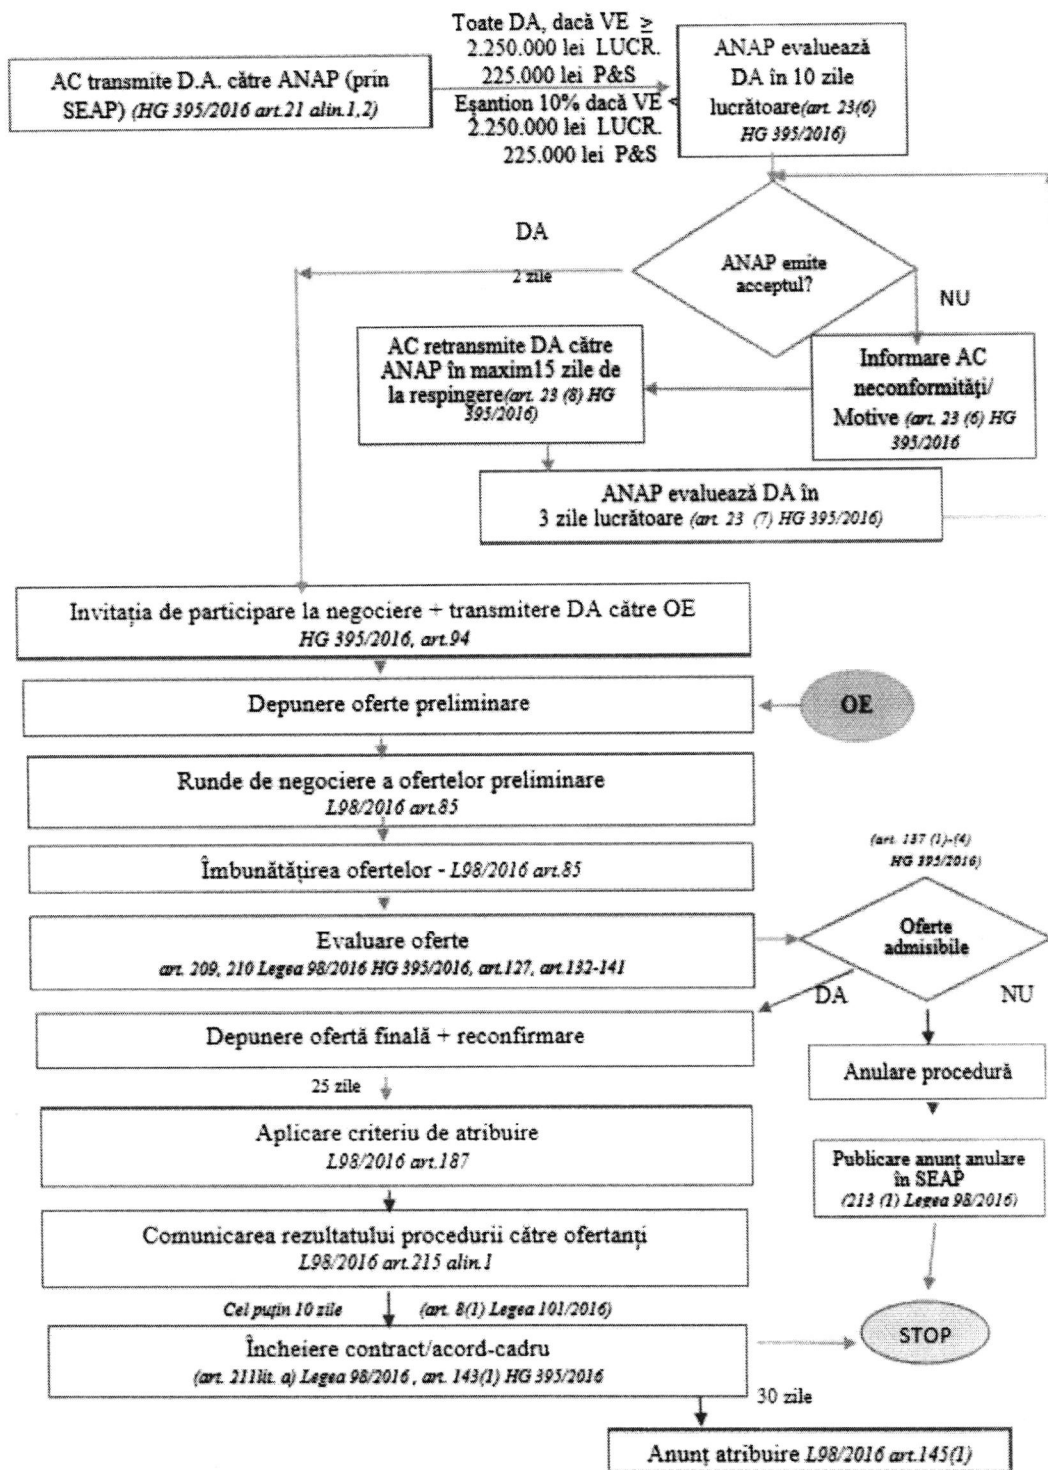 AC transmite D.A. către ANAP (prin
SEAP) (HG 395/2016 art.21 alin.1,2)
Toate DA, dacă VE ≥
2.250.000 lei LUCR.
225.000 lei P&S
Eșantion 10% dacă VE <
2.250.000 lei LUCR.
225.000 lei P&S
ANAP evaluează
DA în 10 zile
lucrătoare(art. 23(6)
HG 395/2016)
DA
2 zile
ANAP emite
acceptul?
NU
AC retransmite DA către
ANAP în maxim15 zile de
la respingere(art. 23 (8) HG
395/2016)
Informare AC
neconformități/
Motive (art. 23 (6) HG
395/2016
ANAP evaluează DA în
3 zile lucrătoare (art. 23 (7) HG 395/2016)
Invitația de participare la negociere + transmitere DA către OE
HG 395/2016, art.94
Depunere oferte preliminare
OE
Runde de negociere a ofertelor preliminare
L98/2016 art.85
Îmbunătățirea ofertelor - L98/2016 art.85
(art. 137 (1)-(4)
HG 395/2016)
Evaluare oferte
art. 209, 210 Legea 98/2016 HG 395/2016, art.127, art.132-141
Oferte
admisibile
DA
NU
Depunere ofertă finală + reconfirmare
25 zile
Anulare procedură
Aplicare criteriu de atribuire
L98/2016 art.187
Publicare anunț anulare
în SEAP
(213 (1) Legea 98/2016)
Comunicarea rezultatului procedurii către ofertanți
L98/2016 art.215 alin.1
Cel puțin 10 zile (art. 8(1) Legea 101/2016)
Încheiere contract/acord-cadru
(art. 211lit. a) Legea 98/2016 , art. 143(1) HG 395/2016
STOP
30 zile
Anunț atribuire L98/2016 art.145(1)